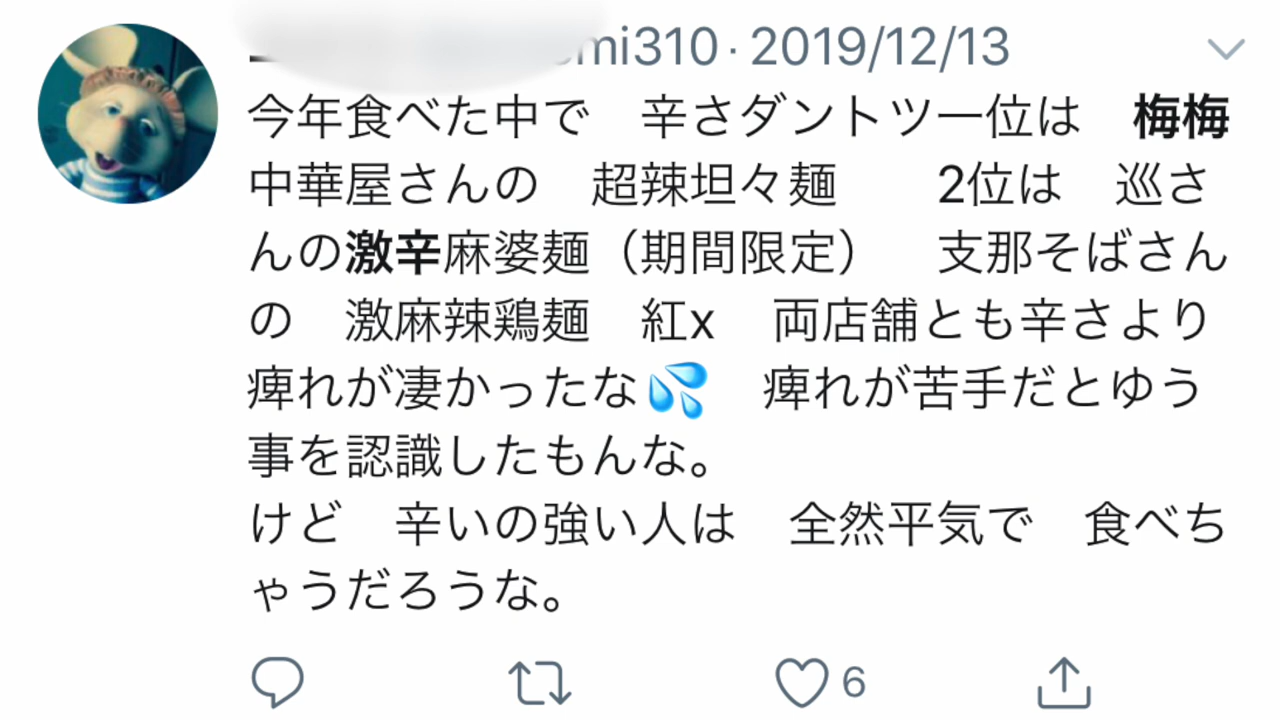 mi310 · 2019/12/13
今年食べた中で　辛さダントツ一位は　梅梅
中華屋さんの　超辣坦々麺　　2位は　巡さ
んの激辛麻婆麺（期間限定）　支那そばさん
の　激麻辣鶏麺　紅x　両店舗とも辛さより
痺れが凄かったな💦　痺れが苦手だとゆう
事を認識したもんな。
けど　辛いの強い人は　全然平気で　食べち
ゃうだろうな。
6